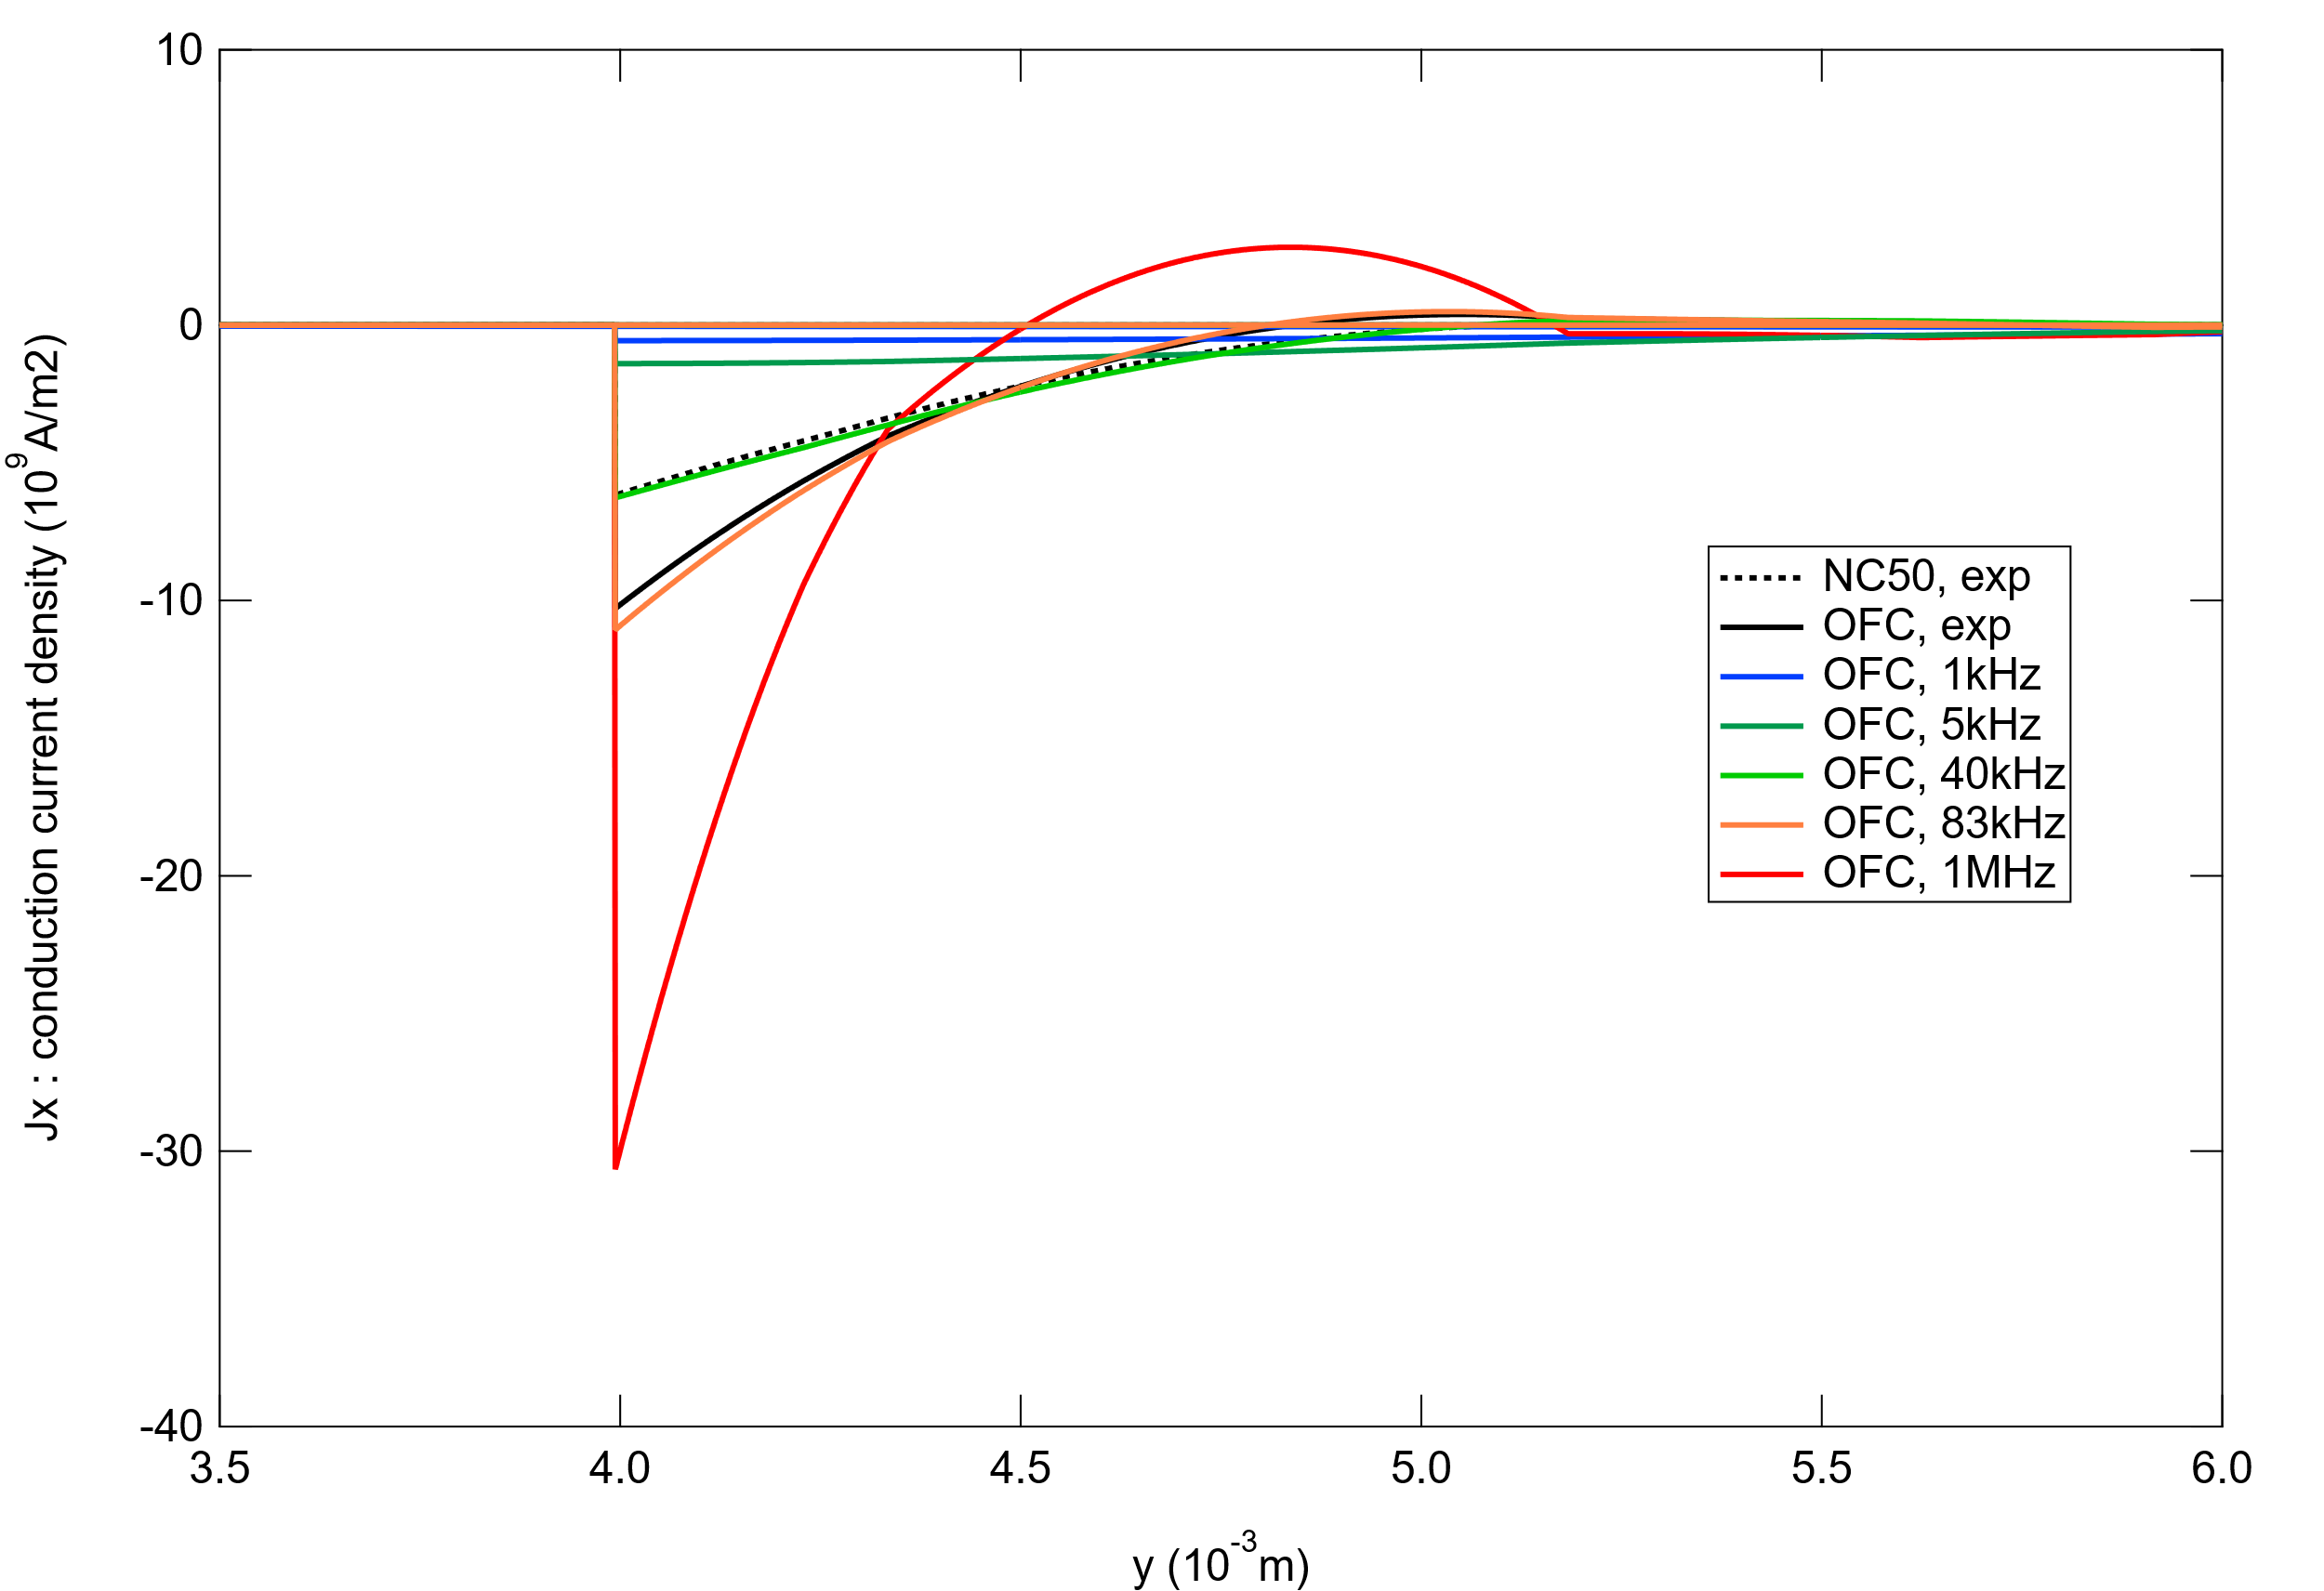 10
0
-10
-20
-30
-40
Jx : conduction current density (10⁹A/m2)
NC50, exp
OFC, exp
OFC, 1kHz
OFC, 5kHz
OFC, 40kHz
OFC, 83kHz
OFC, 1MHz
3.5 4.0 4.5 5.0 5.5 6.0
y (10⁻³m)